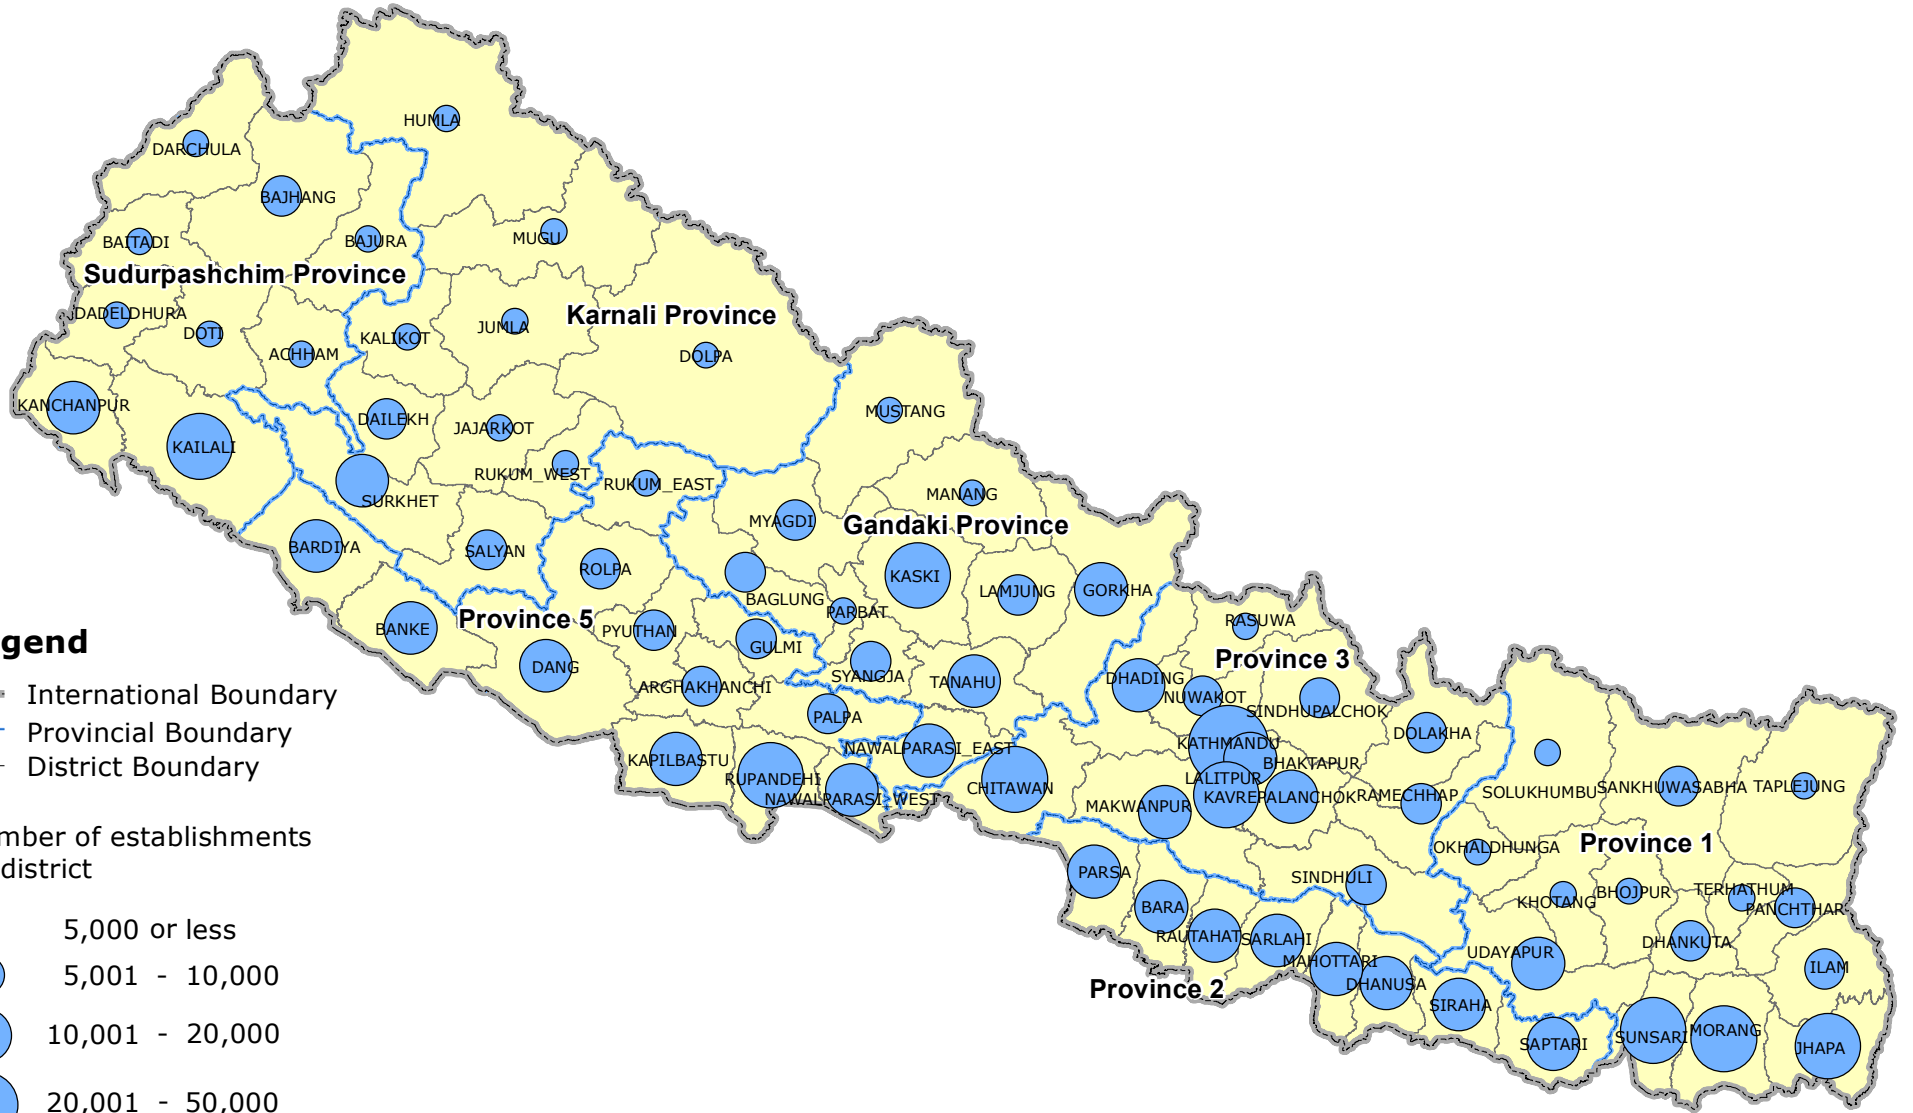 HUMLA
DARCHULA
BAJHANG
MUGU
BAITADI
BAJURA
Sudurpashchim Province
DADELDHURA
Karnali Province
JUMLA
DOTI
KALIKOT
ACHHAM
DOLPA
KANCHANPUR
MUSTANG
DAILEKH
JAJARKOT
KAILALI
RUKUM_WEST
RUKUM_EAST
MANANG
SURKHET
MYAGDI
Gandaki Province
BARDIYA
SALYAN
ROLPA
KASKI
LAMJUNG
GORKHA
BAGLUNG
PARBAT
Province 5
RASUWA
BANKE
PYUTHAN
GULMI
Province 3
DANG
SYANGJA
DHADING
TANAHU
ARGHAKHANCHI
NUWAKOT
SINDHUPALCHOK
PALPA
DOLAKHA
KATHMANDU
NAWALPARASI_EAST
KAPILBASTU
BHAKTAPUR
RUPANDEHI
LALITPUR
CHITAWAN
SANKHUWASABHA
TAPLEJUNG
SOLUKHUMBU
NAWALPARASI_WEST
KAVREPALANCHOK
RAMECHHAP
MAKWANPUR
OKHALDHUNGA
Province 1
PARSA
SINDHULI
TERHATHUM
BHOJPUR
KHOTANG
BARA
PANCHTHAR
RAUTAHAT
SARLAHI
DHANKUTA
UDAYAPUR
MAHOTTARI
ILAM
DHANUSA
Province 2
SIRAHA
MORANG
SUNSARI
SAPTARI
JHAPA
gend
International Boundary
Provincial Boundary
District Boundary
mber of establishments
district
5,000 or less
5,001 - 10,000
10,001 - 20,000
20,001 - 50,000